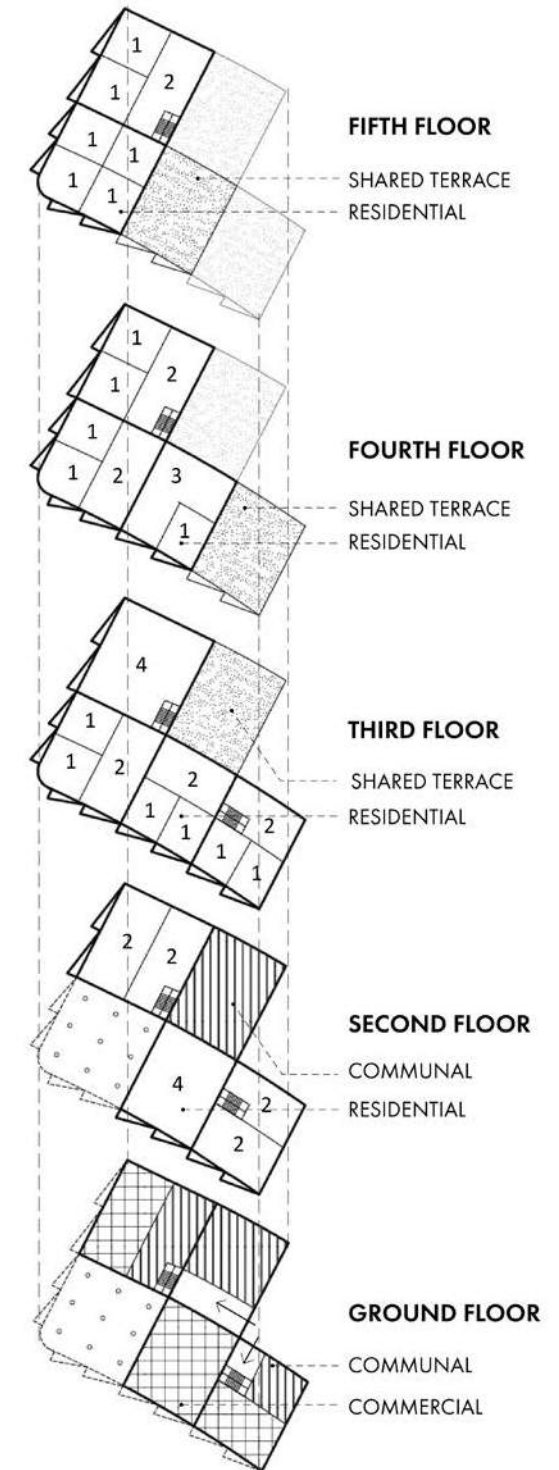 1
1
2
1
1
1
1
FIFTH FLOOR
SHARED TERRACE
RESIDENTIAL
1
1
2
1
1
2
3
1
FOURTH FLOOR
SHARED TERRACE
RESIDENTIAL
4
1
1
2
2
1
1
2
1
1
THIRD FLOOR
SHARED TERRACE
RESIDENTIAL
2
2
4
2
2
SECOND FLOOR
COMMUNAL
RESIDENTIAL
GROUND FLOOR
COMMUNAL
COMMERCIAL